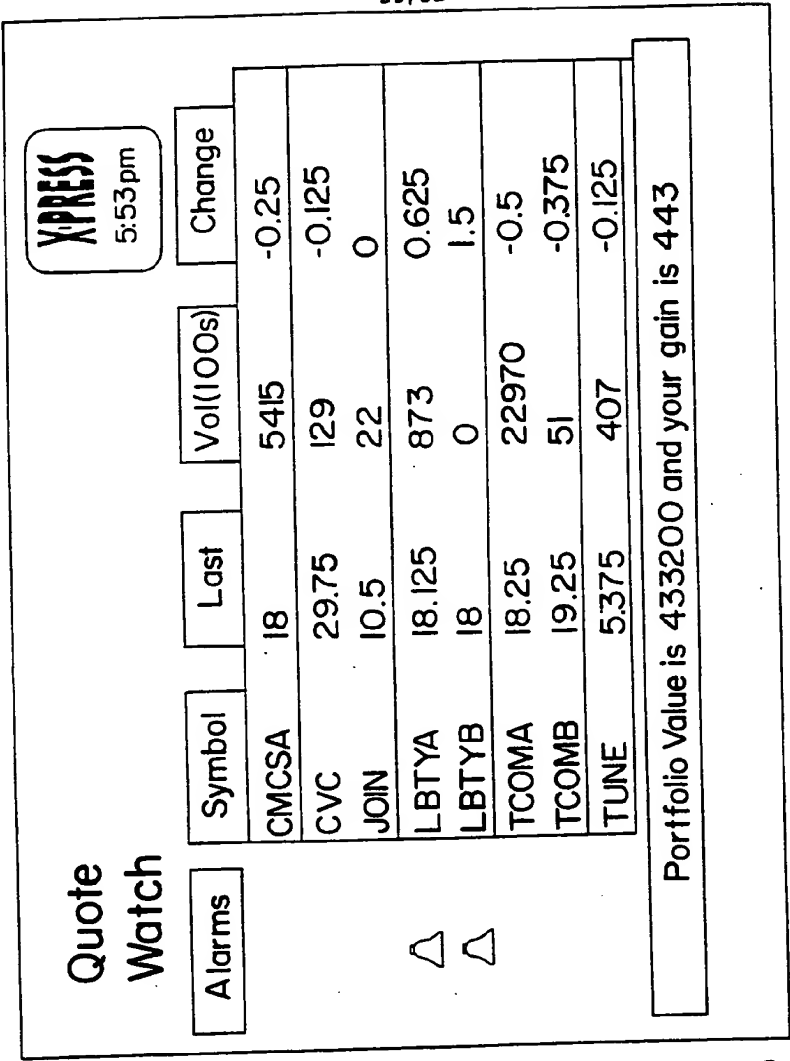 Quote
Watch
X·PRESS
5:53pm
Alarms Symbol Last Vol(100s) Change
CMCSA 18 5415 -0.25
CVC 29.75 129 -0.125
JOIN 10.5 22 0
LBTYA 18.125 873 0.625
LBTYB 18 0 1.5
TCOMA 18.25 22970 -0.5
TCOMB 19.25 51 -0.375
TUNE 5.375 407 -0.125
Portfolio Value is 433200 and your gain is 443